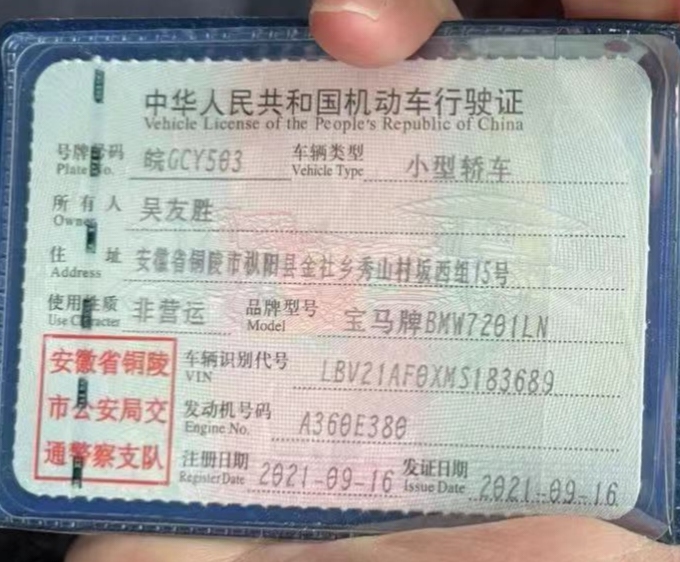 中华人民共和国机动车行驶证
Vehicle License of the People's Republic of China
号牌号码 皖GCY503 车辆类型 小型轿车
Plate No. Vehicle Type
所有人 吴友胜
Owner
住址 安徽省铜陵市枞阳县金社乡秀山村坂西组15号
Address
使用性质 非营运 品牌型号 宝马牌BMW7201LN
Use Character Model
安徽省铜陵
市公安局交
通警察支队
车辆识别代号 LBV21AF0XMS183689
VIN
发动机号码 A360E380
Engine No.
注册日期 2021-09-16 发证日期 2021-09-16
Register Date Issue Date